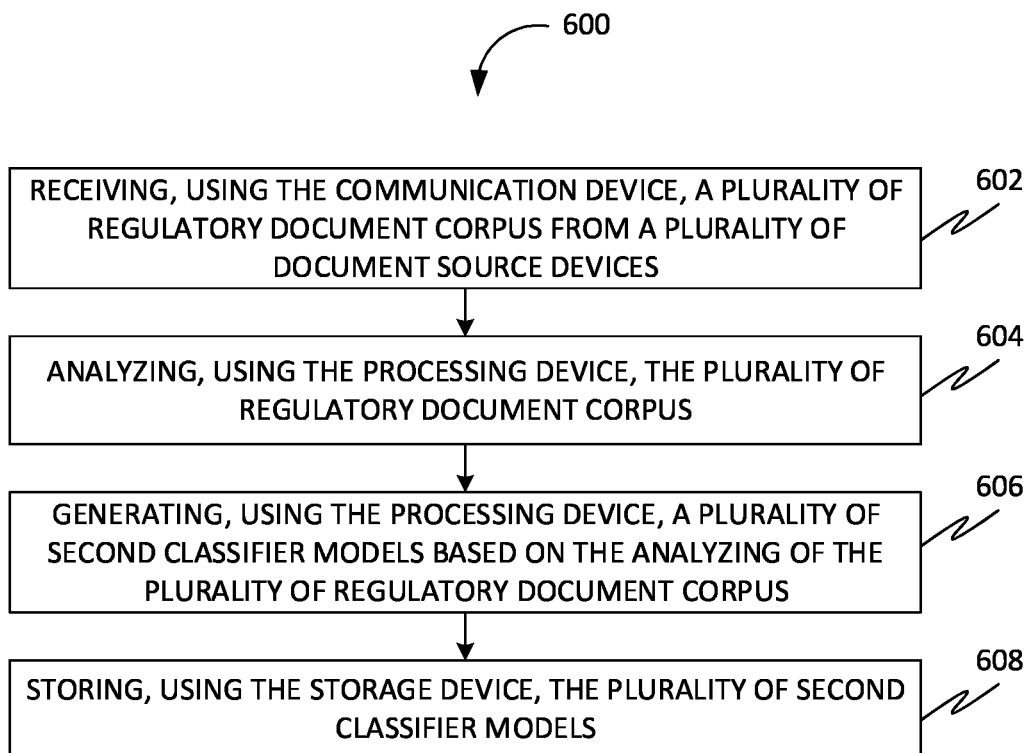 600
RECEIVING, USING THE COMMUNICATION DEVICE, A PLURALITY OF
REGULATORY DOCUMENT CORPUS FROM A PLURALITY OF
DOCUMENT SOURCE DEVICES
602
ANALYZING, USING THE PROCESSING DEVICE, THE PLURALITY OF
REGULATORY DOCUMENT CORPUS
604
GENERATING, USING THE PROCESSING DEVICE, A PLURALITY OF
SECOND CLASSIFIER MODELS BASED ON THE ANALYZING OF THE
PLURALITY OF REGULATORY DOCUMENT CORPUS
606
STORING, USING THE STORAGE DEVICE, THE PLURALITY OF SECOND
CLASSIFIER MODELS
608